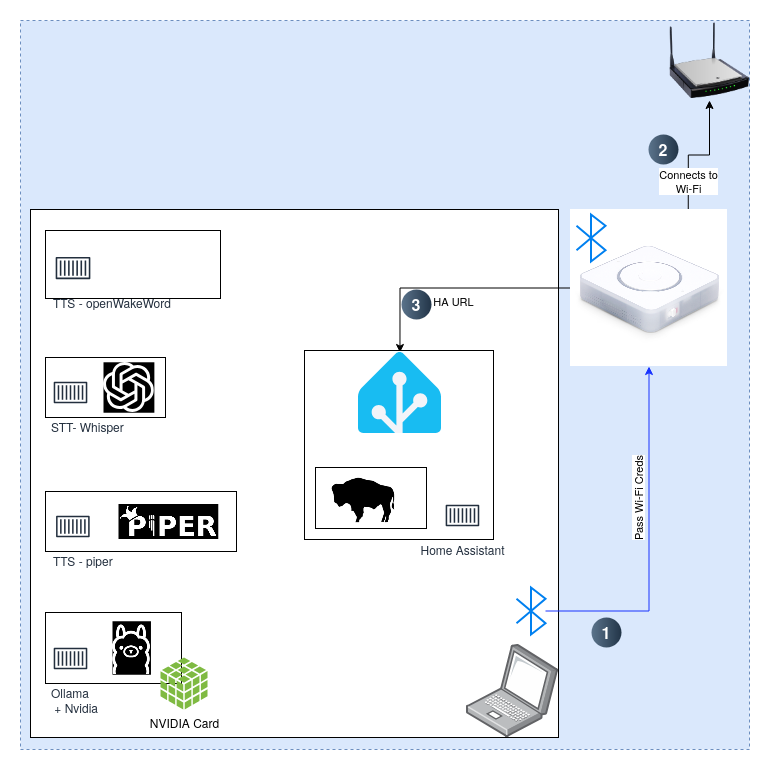 2
Connects to
Wi-Fi
TTS - openWakeWord
3
HA URL
STT- Whisper
PiPER
TTS - piper
Home Assistant
Pass Wi-Fi Creds
1
Ollama
+ Nvidia
NVIDIA Card